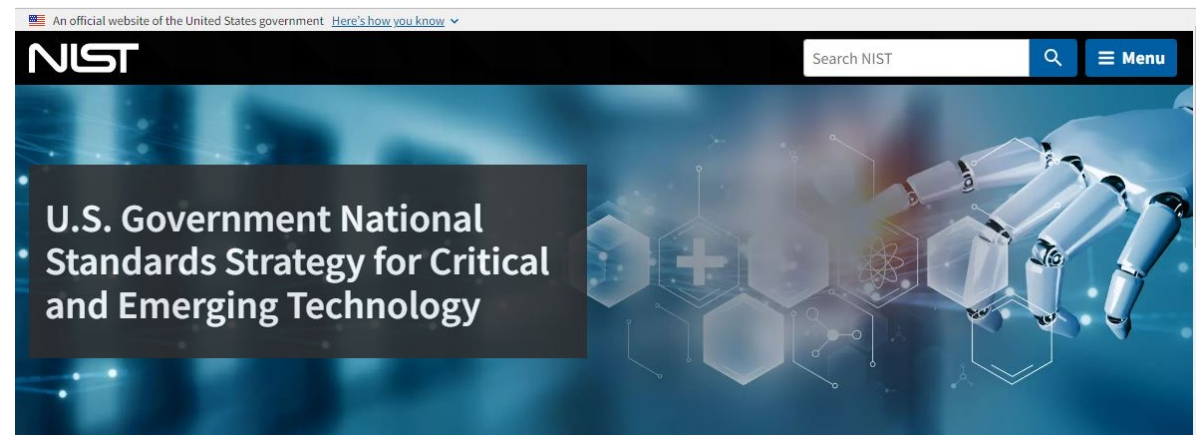 An official website of the United States government Here's how you know
NIST
Search NIST
Menu
U.S. Government National
Standards Strategy for Critical
and Emerging Technology